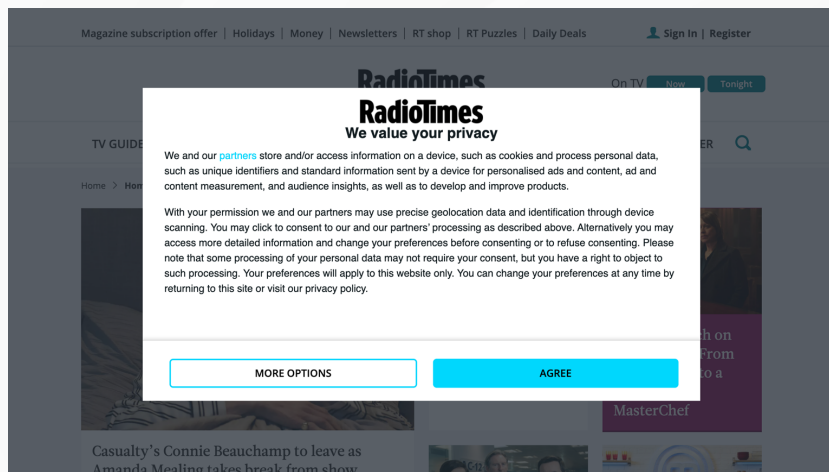 Magazine subscription offer | Holidays | Money | Newsletters | RT shop | RT Puzzles | Daily Deals
Sign In | Register
RadioTimes
On TV Now Tonight
TV GUIDE
ER
Home > Hom
RadioTimes
We value your privacy
We and our partners store and/or access information on a device, such as cookies and process personal data,
such as unique identifiers and standard information sent by a device for personalised ads and content, ad and
content measurement, and audience insights, as well as to develop and improve products.
With your permission we and our partners may use precise geolocation data and identification through device
scanning. You may click to consent to our and our partners’ processing as described above. Alternatively you may
access more detailed information and change your preferences before consenting or to refuse consenting. Please
note that some processing of your personal data may not require your consent, but you have a right to object to
such processing. Your preferences will apply to this website only. You can change your preferences at any time by
returning to this site or visit our privacy policy.
MORE OPTIONS
AGREE
ch on
From
to a
MasterChef
Casualty’s Connie Beauchamp to leave as
Amanda Mealing takes break from show